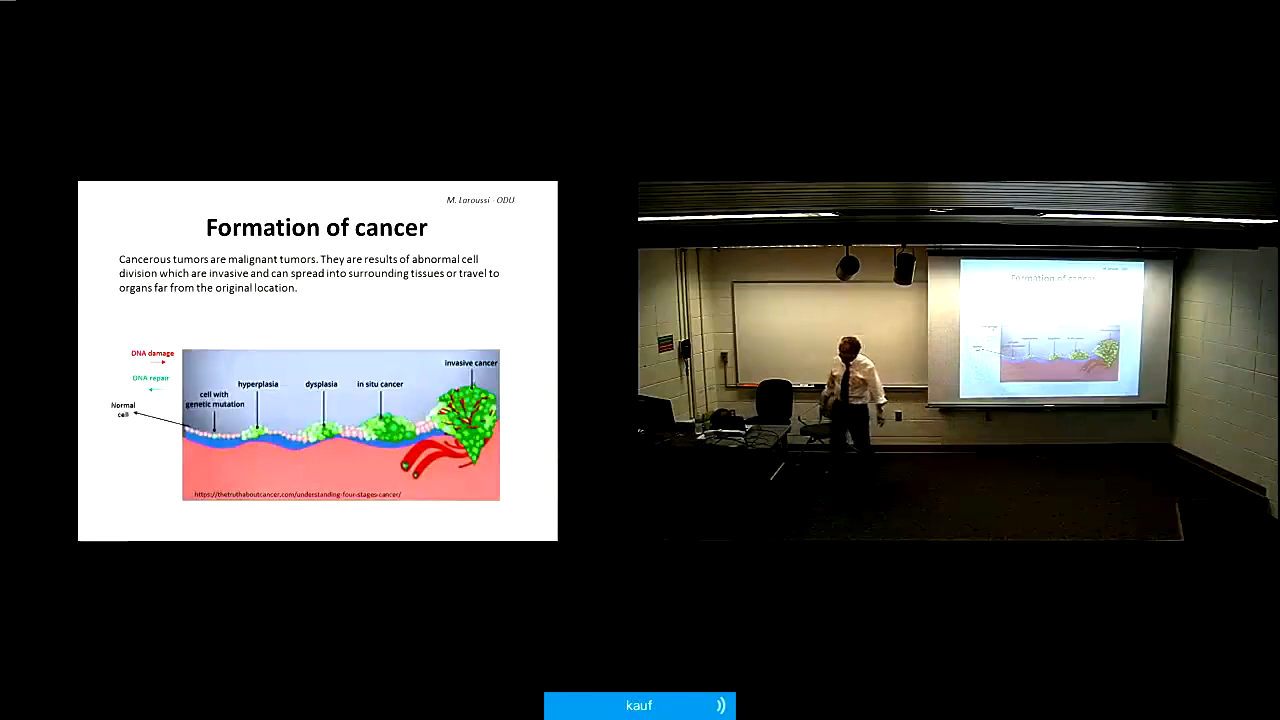 M. Laroussi - ODU
Formation of cancer
Cancerous tumors are malignant tumors. They are results of abnormal cell
division which are invasive and can spread into surrounding tissues or travel to
organs far from the original location.
DNA damage
DNA repair
Normal
cell
cell with
genetic mutation
hyperplasia
dysplasia
in situ cancer
invasive cancer
https://thetruthaboutcancer.com/understanding-four-stages-cancer/
Formation of cancer
kauf